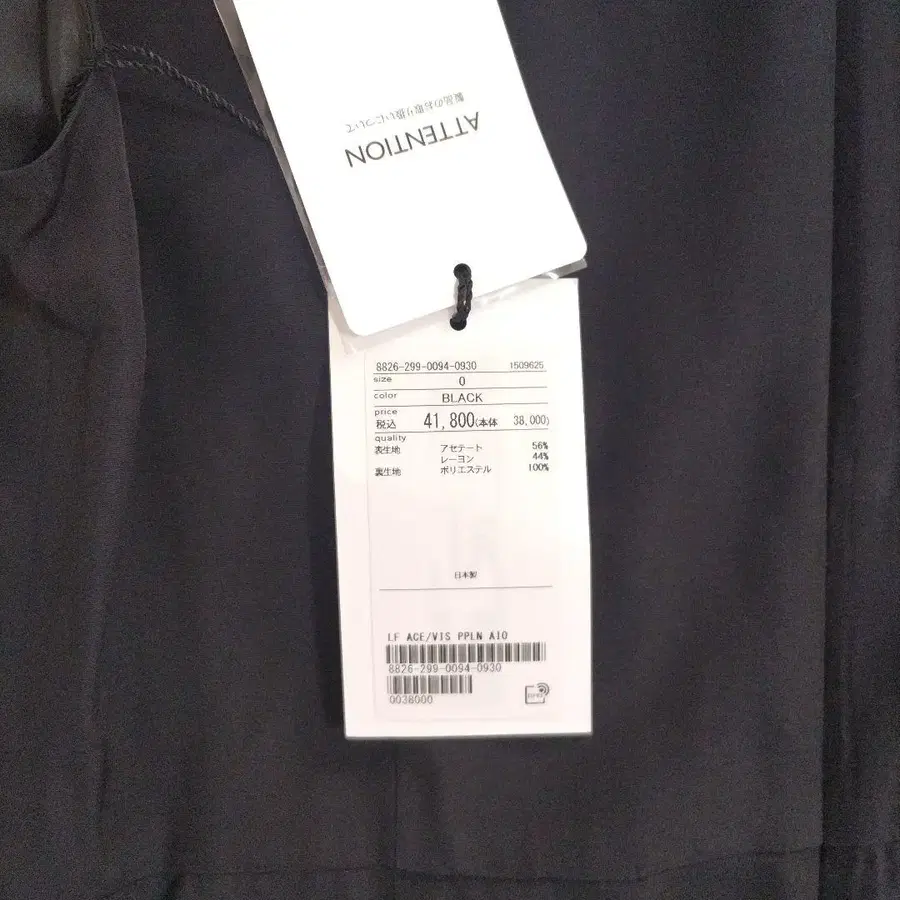 ATTENTION
製品のお取り扱いについて
8826-299-0094-0930 1509625
size 0
color BLACK
price
税込 41,800(本体 38,000)
quality
表生地 アセテート 56%
レーヨン 44%
裏生地 ポリエステル 100%
日本製
LF ACE/VIS PPLN AIO
8826-299-0094-0930
0038000